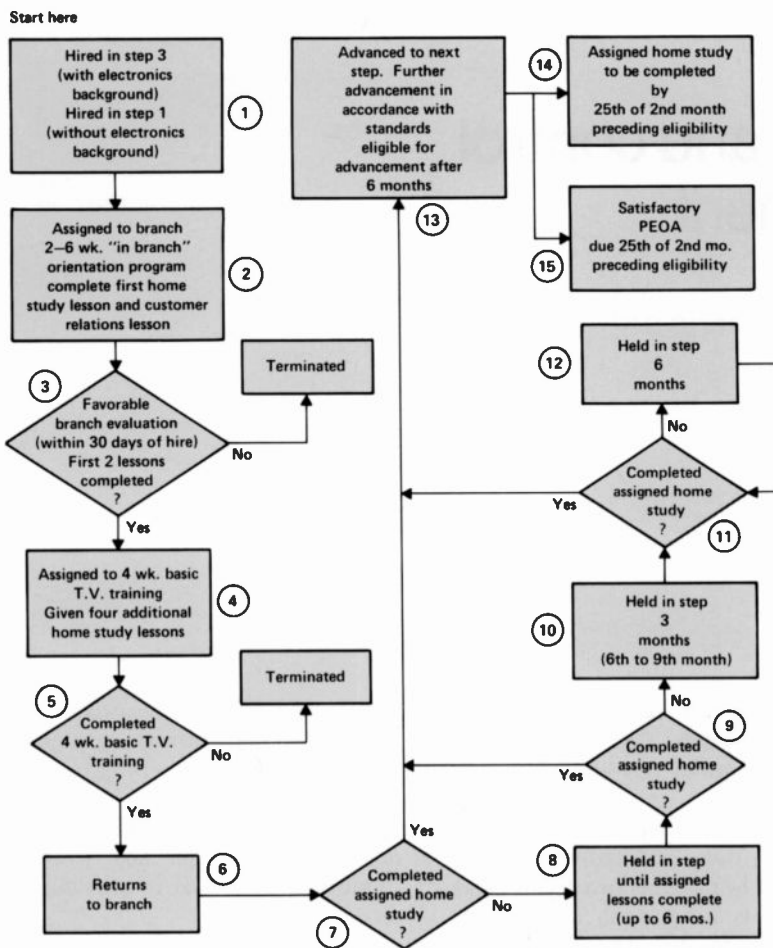 Start here
Hired in step 3
(with electronics
background)
Hired in step 1
(without electronics
background)
1
Assigned to branch
2–6 wk. "in branch"
orientation program
complete first home
study lesson and customer
relations lesson
2
3
Favorable
branch evaluation
(within 30 days of hire)
First 2 lessons
completed
?
No
Terminated
Yes
Assigned to 4 wk. basic
T.V. training
Given four additional
home study lessons
4
5
Completed
4 wk. basic T.V.
training
?
No
Terminated
Yes
Returns
to branch
6
Completed
assigned home
study
?
7
Yes
No
8
Held in step
until assigned
lessons complete
(up to 6 mos.)
9
Completed
assigned home
study
?
Yes
No
10
Held in step
3
months
(6th to 9th month)
Completed
assigned home
study
?
11
Yes
No
12
Held in step
6
months
Advanced to next
step. Further
advancement in
accordance with
standards
eligible for
advancement after
6 months
13
14
Assigned home study
to be completed
by
25th of 2nd month
preceding eligibility
15
Satisfactory
PEOA
due 25th of 2nd mo.
preceding eligibility